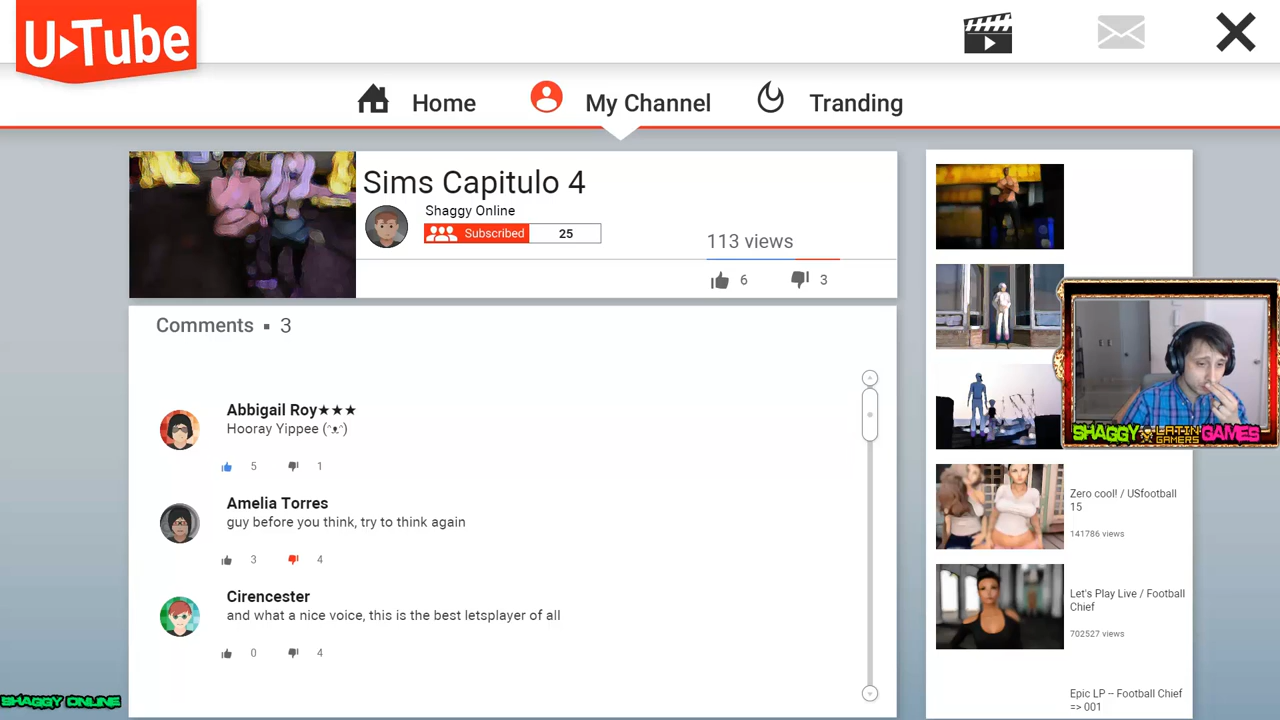 U Tube
Home
My Channel
Tranding
Sims Capitulo 4
Shaggy Online
Subscribed 25
113 views
6 3
Comments ▪ 3
Abbigail Roy★★★
Hooray Yippee (ᵔᴥᵔ)
5 1
Amelia Torres
guy before you think, try to think again
3 4
Cirencester
and what a nice voice, this is the best letsplayer of all
0 4
Zero cool! / USfootball
15
141786 views
Let's Play Live / Football
Chief
702527 views
Epic LP -- Football Chief
=> 001
SHAGGY LATIN GAMERS GAMES
SHAGGY ONLINE